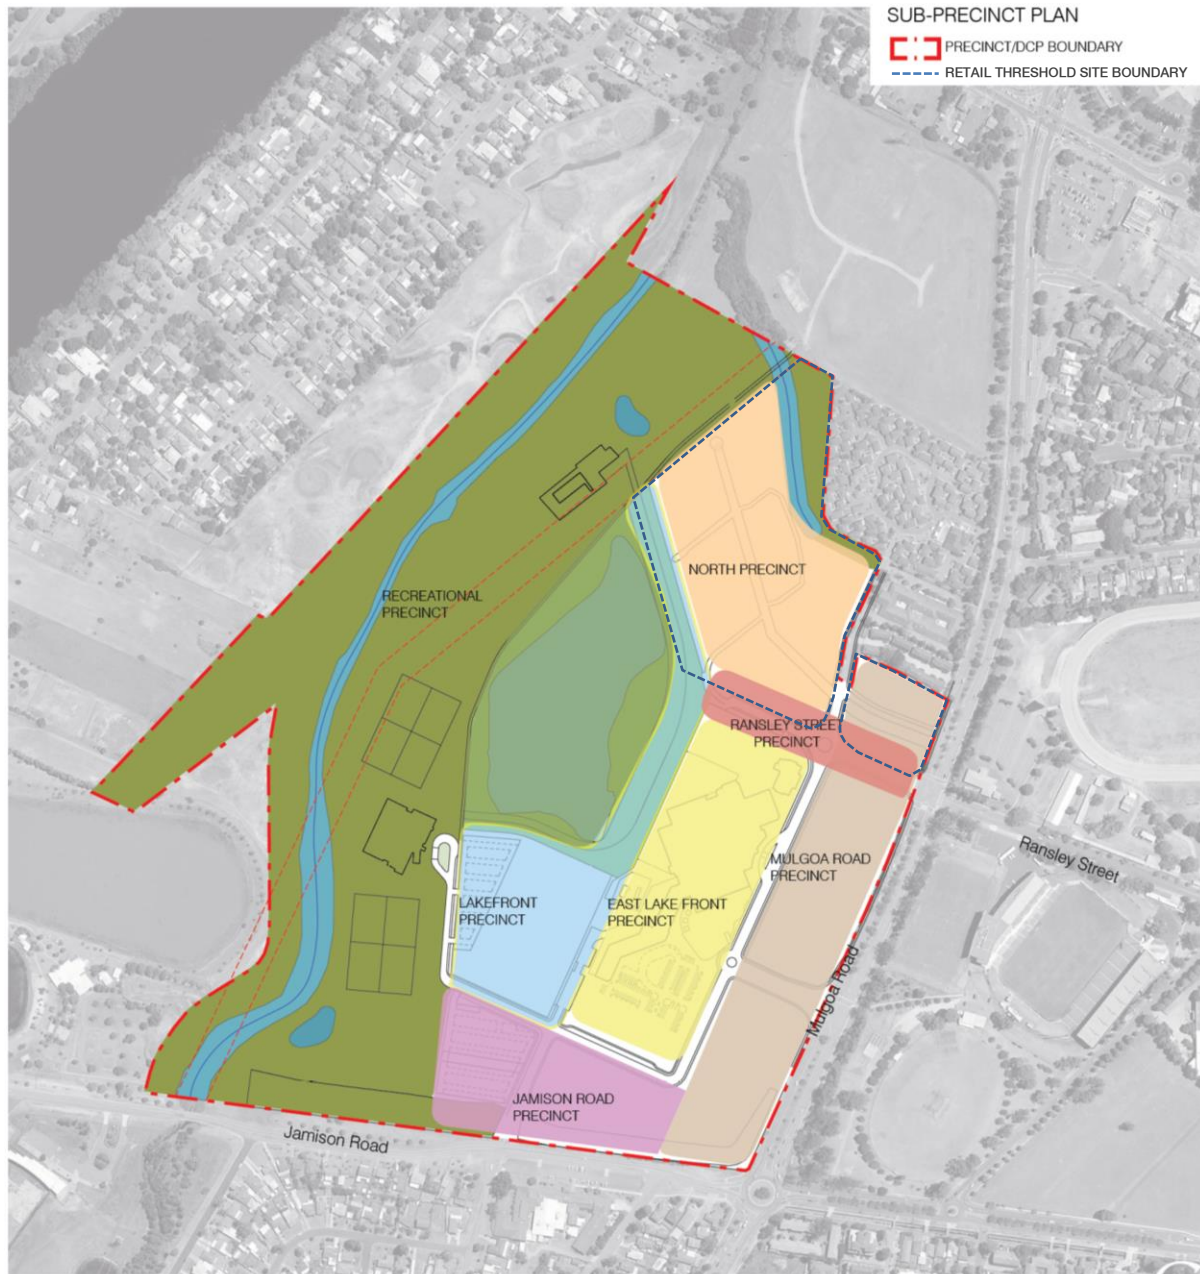 SUB-PRECINCT PLAN
PRECINCT/DCP BOUNDARY
RETAIL THRESHOLD SITE BOUNDARY
NORTH PRECINCT
RECREATIONAL
PRECINCT
RANSLEY STREET
PRECINCT
MULGOA ROAD
PRECINCT
Ransley Street
LAKEFRONT
PRECINCT
EAST LAKE FRONT
PRECINCT
Mulgoa Road
JAMISON ROAD
PRECINCT
Jamison Road